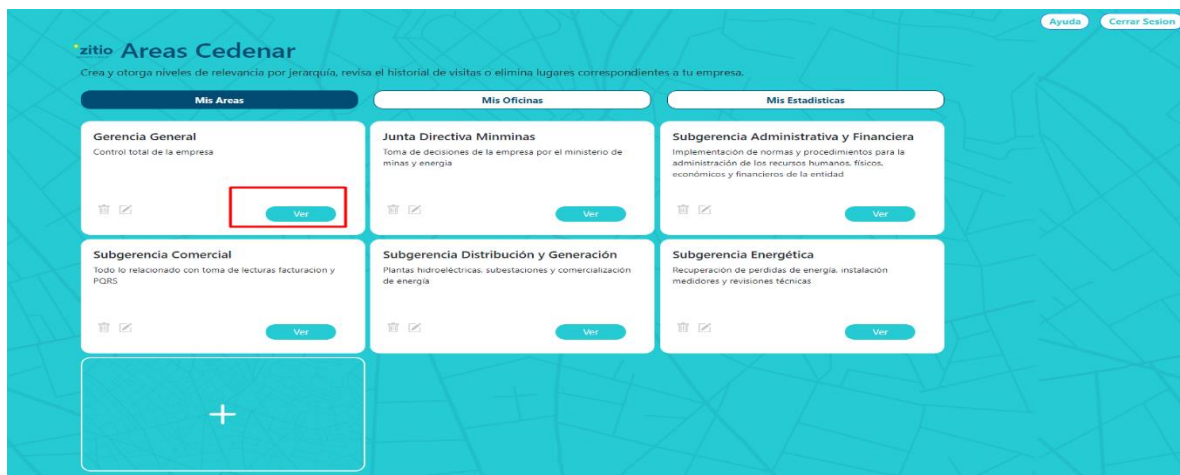 Ayuda
Cerrar Sesion
zitio Areas Cedenar
Crea y otorga niveles de relevancia por jerarquía, revisa el historial de visitas o elimina lugares correspondientes a tu empresa.
Mis Areas
Mis Oficinas
Mis Estadisticas
Gerencia General
Control total de la empresa
Ver
Junta Directiva Minminas
Toma de decisiones de la empresa por el ministerio de
minas y energia
Ver
Subgerencia Administrativa y Financiera
Implementación de normas y procedimientos para la
administración de los recursos humanos, físicos,
económicos y financieros de la entidad
Ver
Subgerencia Comercial
Todo lo relacionado con toma de lecturas facturacion y
PQRS
Ver
Subgerencia Distribución y Generación
Plantas hidroeléctricas, subestaciones y comercialización
de energía
Ver
Subgerencia Energética
Recuperación de perdidas de energía, instalación
medidores y revisiones técnicas
Ver